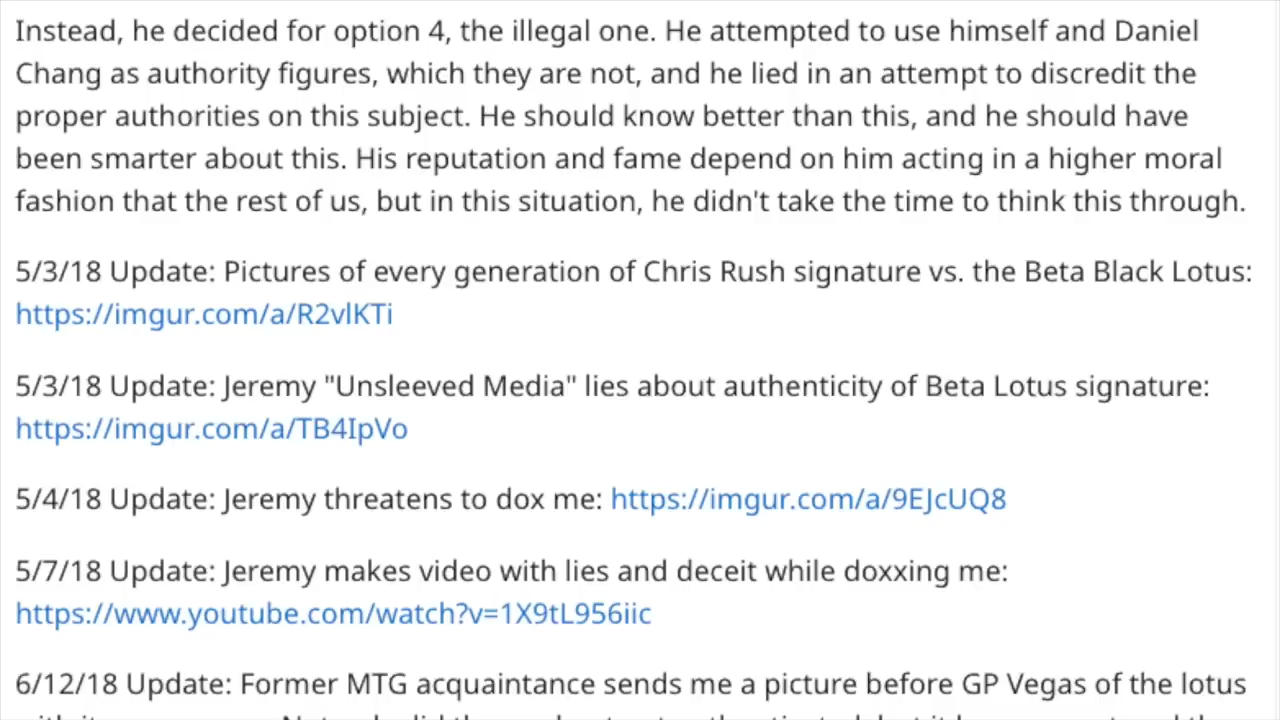 Instead, he decided for option 4, the illegal one. He attempted to use himself and Daniel
Chang as authority figures, which they are not, and he lied in an attempt to discredit the
proper authorities on this subject. He should know better than this, and he should have
been smarter about this. His reputation and fame depend on him acting in a higher moral
fashion that the rest of us, but in this situation, he didn't take the time to think this through.
5/3/18 Update: Pictures of every generation of Chris Rush signature vs. the Beta Black Lotus:
https://imgur.com/a/R2vlKTi
5/3/18 Update: Jeremy "Unsleeved Media" lies about authenticity of Beta Lotus signature:
https://imgur.com/a/TB4IpVo
5/4/18 Update: Jeremy threatens to dox me: https://imgur.com/a/9EJcUQ8
5/7/18 Update: Jeremy makes video with lies and deceit while doxxing me:
https://www.youtube.com/watch?v=1X9tL956iic
6/12/18 Update: Former MTG acquaintance sends me a picture before GP Vegas of the lotus